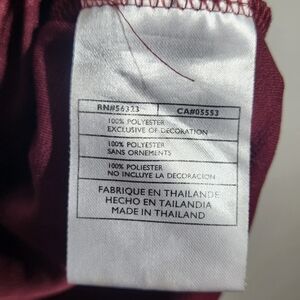 RN#56323 CA#05553
100% POLYESTER
EXCLUSIVE OF DECORATION
100% POLYESTER
SANS ORNEMENTS
100% POLIESTER
NO INCLUYE LA DECORACION
FABRIQUE EN THAILANDE
HECHO EN TAILANDIA
MADE IN THAILAND